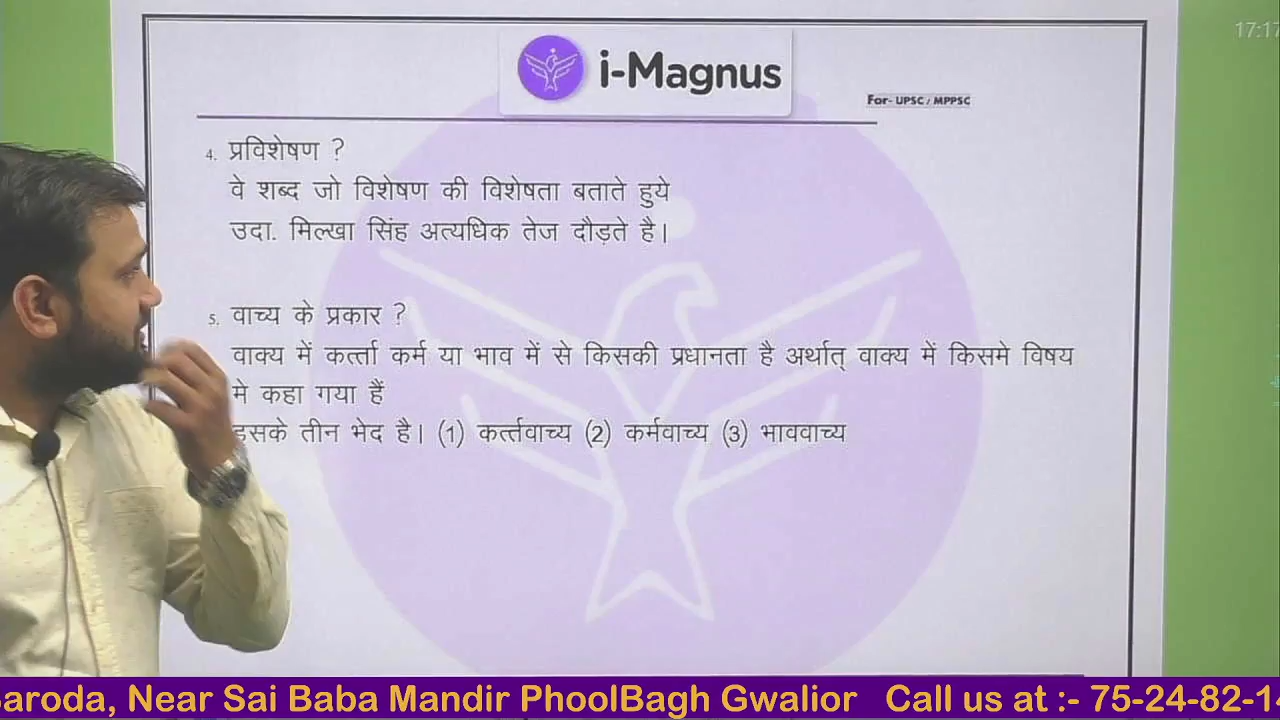 17:17
i-Magnus
For- UPSC / MPPSC
4. प्रविशेषण ?
वे शब्द जो विशेषण की विशेषता बताते हुये
उदा. मिल्खा सिंह अत्यधिक तेज दौड़ते है।
5. वाच्य के प्रकार ?
वाक्य में कर्त्ता कर्म या भाव में से किसकी प्रधानता है अर्थात् वाक्य में किसमे विषय
मे कहा गया हैं
इसके तीन भेद है। (1) कर्त्तवाच्य (2) कर्मवाच्य (3) भाववाच्य
Baroda, Near Sai Baba Mandir PhoolBagh Gwalior Call us at :- 75-24-82-1